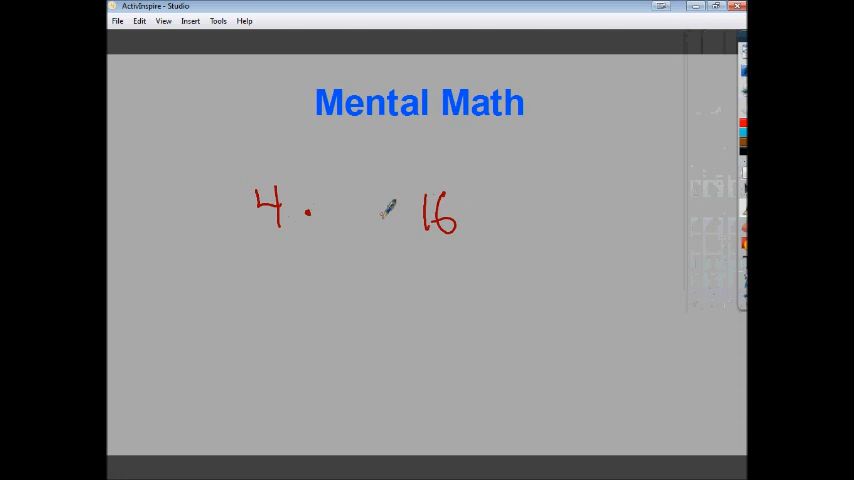 ActivInspire - Studio
File Edit View Insert Tools Help
Mental Math
4 · 16